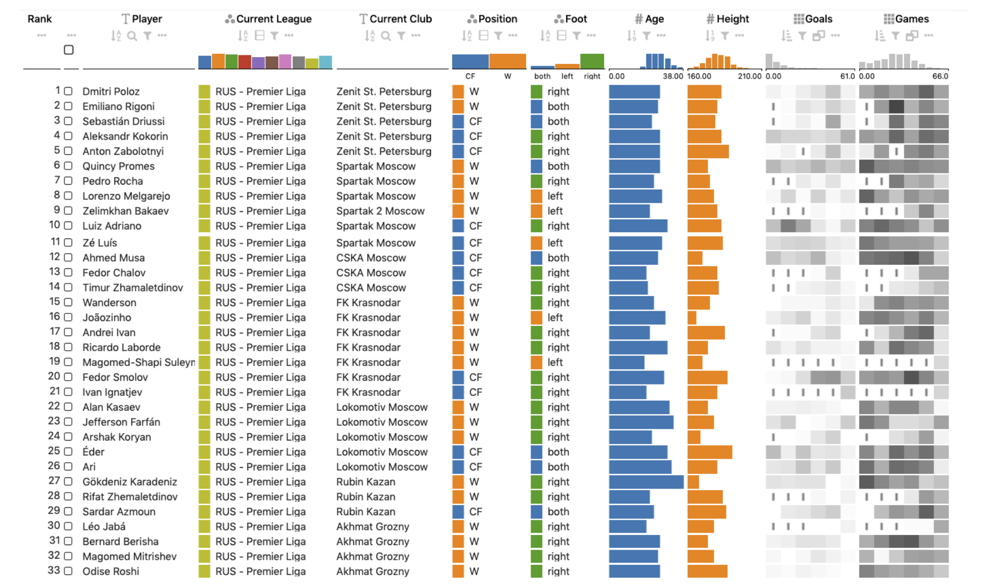 Rank Player Current League Current Club Position Foot Age Height Goals Games
CF W both left right 0.00 38.00 160.00 210.00 0.00 61.0 0.00 66.0
1 Dmitri Poloz RUS - Premier Liga Zenit St. Petersburg W right
2 Emiliano Rigoni RUS - Premier Liga Zenit St. Petersburg W both
3 Sebastián Driussi RUS - Premier Liga Zenit St. Petersburg CF both
4 Aleksandr Kokorin RUS - Premier Liga Zenit St. Petersburg CF right
5 Anton Zabolotnyi RUS - Premier Liga Zenit St. Petersburg CF right
6 Quincy Promes RUS - Premier Liga Spartak Moscow W both
7 Pedro Rocha RUS - Premier Liga Spartak Moscow W right
8 Lorenzo Melgarejo RUS - Premier Liga Spartak Moscow W left
9 Zelimkhan Bakaev RUS - Premier Liga Spartak 2 Moscow W left
10 Luiz Adriano RUS - Premier Liga Spartak Moscow CF right
11 Zé Luís RUS - Premier Liga Spartak Moscow CF left
12 Ahmed Musa RUS - Premier Liga CSKA Moscow CF both
13 Fedor Chalov RUS - Premier Liga CSKA Moscow CF right
14 Timur Zhamaletdinov RUS - Premier Liga CSKA Moscow CF right
15 Wanderson RUS - Premier Liga FK Krasnodar W right
16 Joãozinho RUS - Premier Liga FK Krasnodar W left
17 Andrei Ivan RUS - Premier Liga FK Krasnodar W right
18 Ricardo Laborde RUS - Premier Liga FK Krasnodar W right
19 Magomed-Shapi Suleyn RUS - Premier Liga FK Krasnodar W left
20 Fedor Smolov RUS - Premier Liga FK Krasnodar CF right
21 Ivan Ignatjev RUS - Premier Liga FK Krasnodar CF right
22 Alan Kasaev RUS - Premier Liga Lokomotiv Moscow W right
23 Jefferson Farfán RUS - Premier Liga Lokomotiv Moscow W right
24 Arshak Koryan RUS - Premier Liga Lokomotiv Moscow W right
25 Éder RUS - Premier Liga Lokomotiv Moscow CF both
26 Ari RUS - Premier Liga Lokomotiv Moscow CF both
27 Gökdeniz Karadeniz RUS - Premier Liga Rubin Kazan W right
28 Rifat Zhemaletdinov RUS - Premier Liga Rubin Kazan W right
29 Sardar Azmoun RUS - Premier Liga Rubin Kazan CF both
30 Léo Jabá RUS - Premier Liga Akhmat Grozny W right
31 Bernard Berisha RUS - Premier Liga Akhmat Grozny W right
32 Magomed Mitrishev RUS - Premier Liga Akhmat Grozny W right
33 Odise Roshi RUS - Premier Liga Akhmat Grozny W right